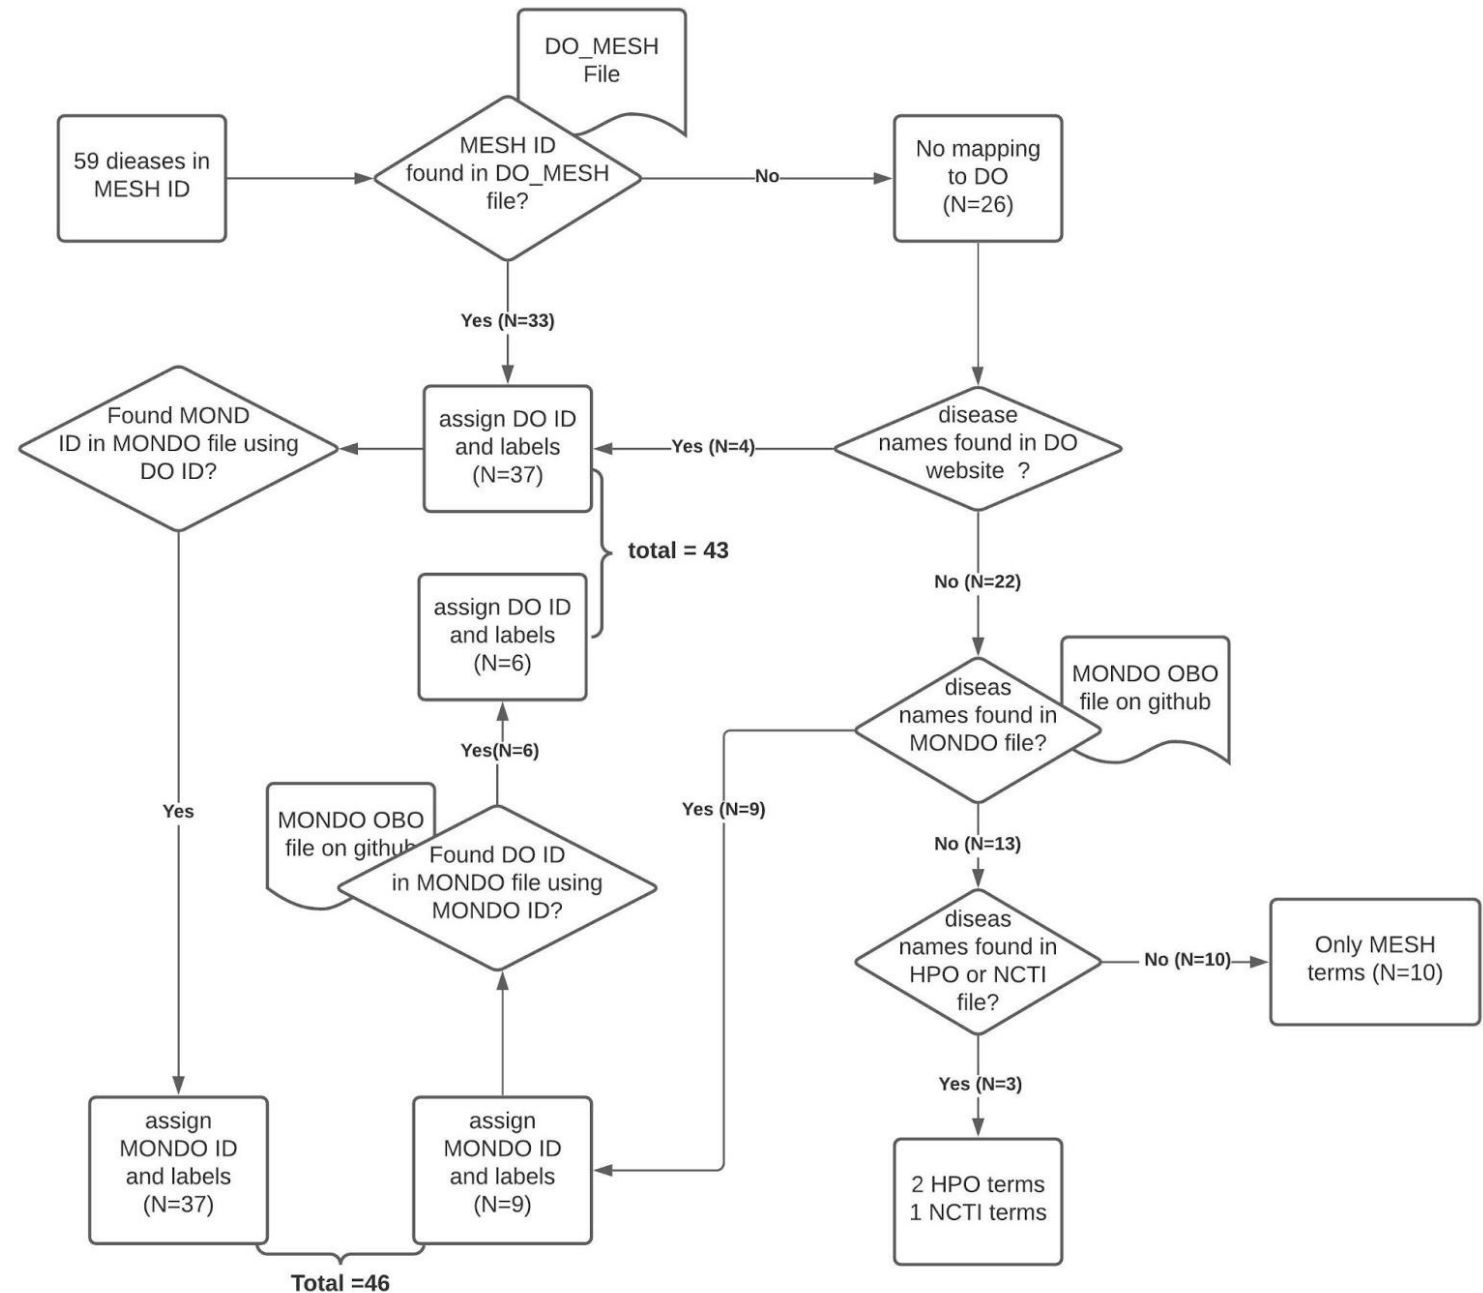 DO_MESH
File
59 dieases in
MESH ID
MESH ID
found in DO_MESH
file?
No
No mapping
to DO
(N=26)
Yes (N=33)
Found MOND
ID in MONDO file using
DO ID?
assign DO ID
and labels
(N=37)
Yes (N=4)
disease
names found in DO
website ?
total = 43
No (N=22)
assign DO ID
and labels
(N=6)
diseas
names found in
MONDO file?
MONDO OBO
file on github
Yes(N=6)
Yes
Yes (N=9)
MONDO OBO
file on github
Found DO ID
in MONDO file using
MONDO ID?
No (N=13)
diseas
names found in
HPO or NCTI
file?
No (N=10)
Only MESH
terms (N=10)
Yes (N=3)
assign
MONDO ID
and labels
(N=37)
assign
MONDO ID
and labels
(N=9)
2 HPO terms
1 NCTI terms
Total =46